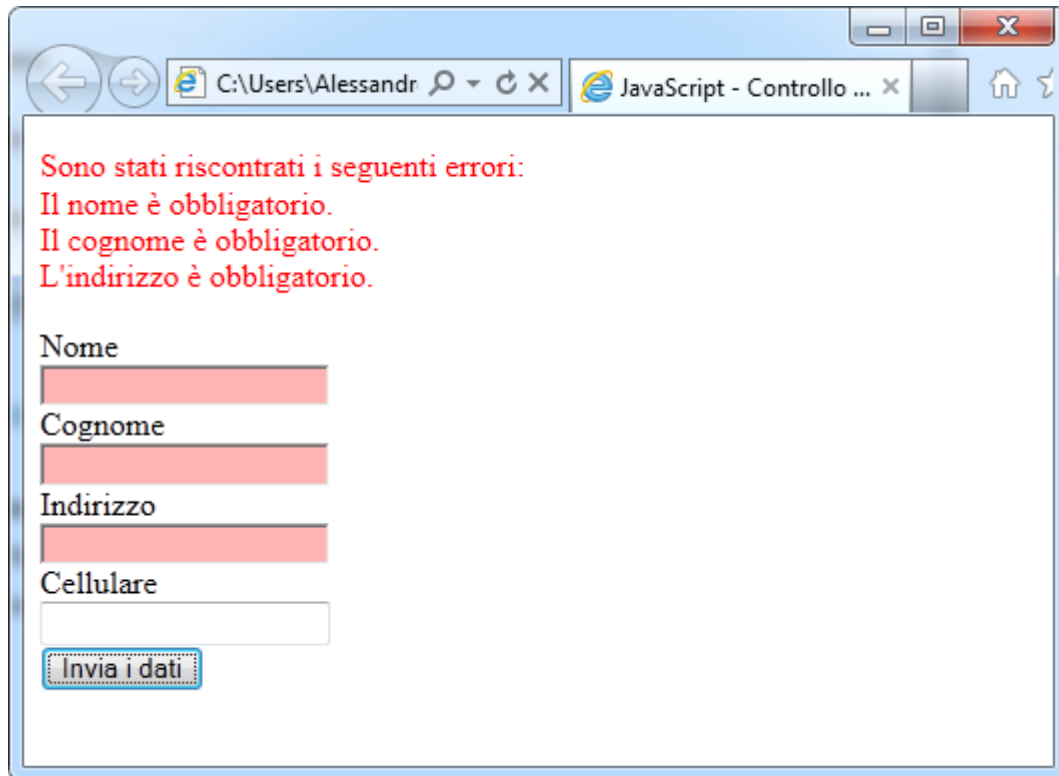 C:\Users\Alessandr
JavaScript - Controllo ...
Sono stati riscontrati i seguenti errori:
Il nome è obbligatorio.
Il cognome è obbligatorio.
L'indirizzo è obbligatorio.
Nome
Cognome
Indirizzo
Cellulare
Invia i dati